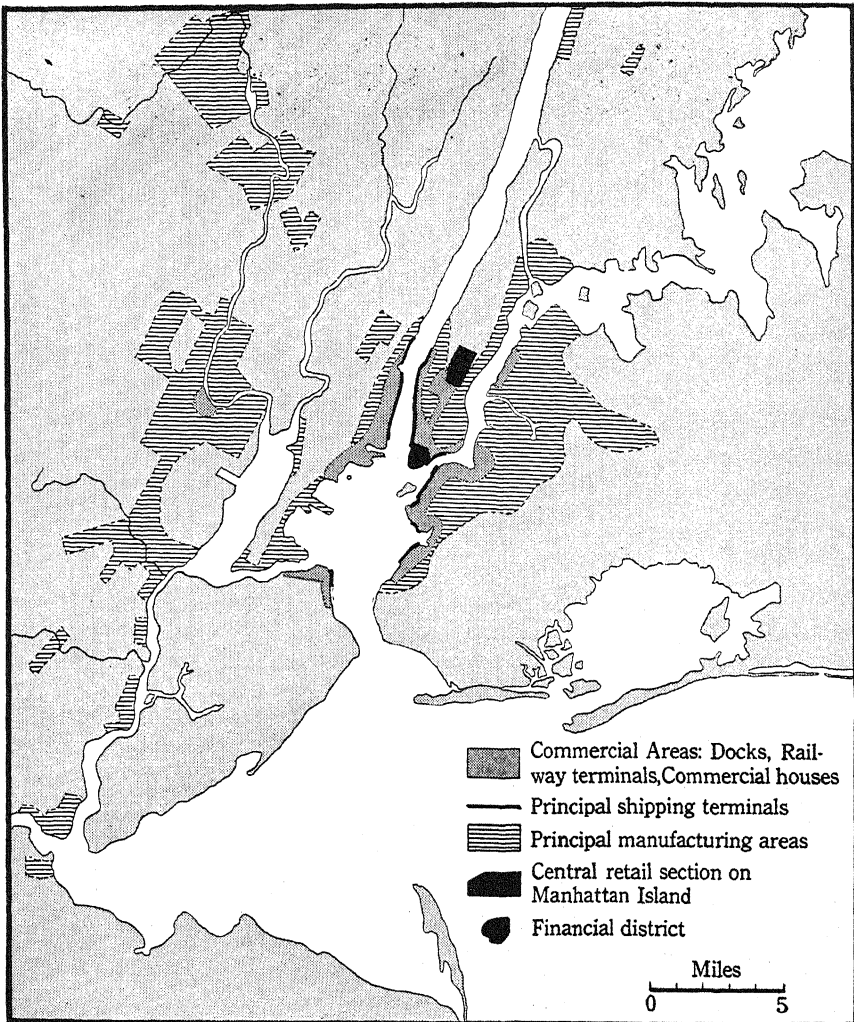 Commercial Areas: Docks, Rail-
way terminals,Commercial houses
Principal shipping terminals
Principal manufacturing areas
Central retail section on
Manhattan Island
Financial district
Miles
0 5